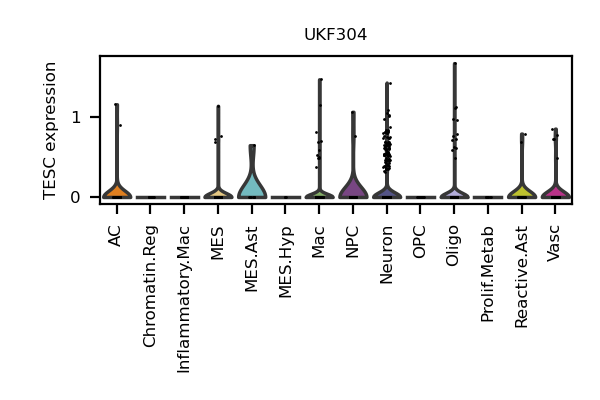 UKF304
TESC expression
1
0
AC
Chromatin.Reg
Inflammatory.Mac
MES
MES.Ast
MES.Hyp
Mac
NPC
Neuron
OPC
Oligo
Prolif.Metab
Reactive.Ast
Vasc